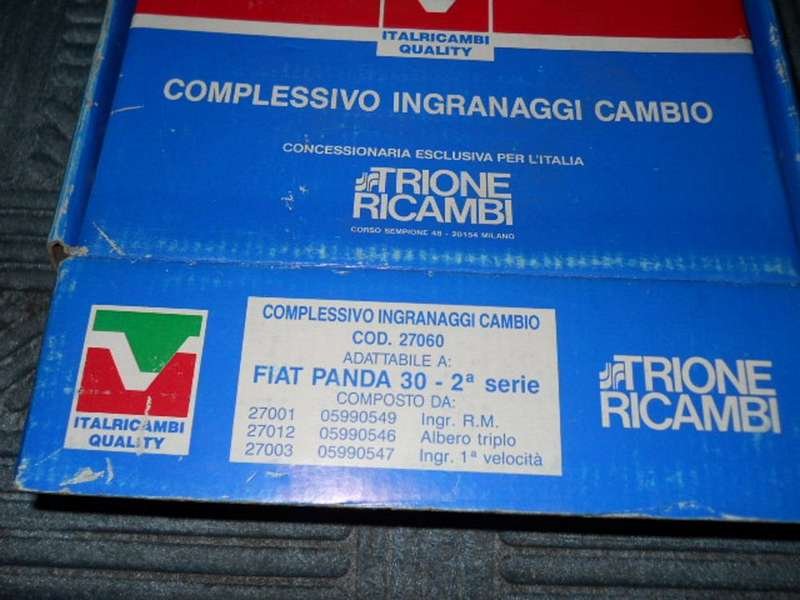 ITALRICAMBI
QUALITY
COMPLESSIVO INGRANAGGI CAMBIO
CONCESSIONARIA ESCLUSIVA PER L'ITALIA
TRIONE
RICAMBI
CORSO SEMPIONE 48 - 20154 MILANO
ITALRICAMBI
QUALITY
COMPLESSIVO INGRANAGGI CAMBIO
COD. 27060
ADATTABILE A:
FIAT PANDA 30 - 2ª serie
COMPOSTO DA:
27001 05990549 Ingr. R.M.
27012 05990546 Albero triplo
27003 05990547 Ingr. 1ª velocità
TRIONE
RICAMBI